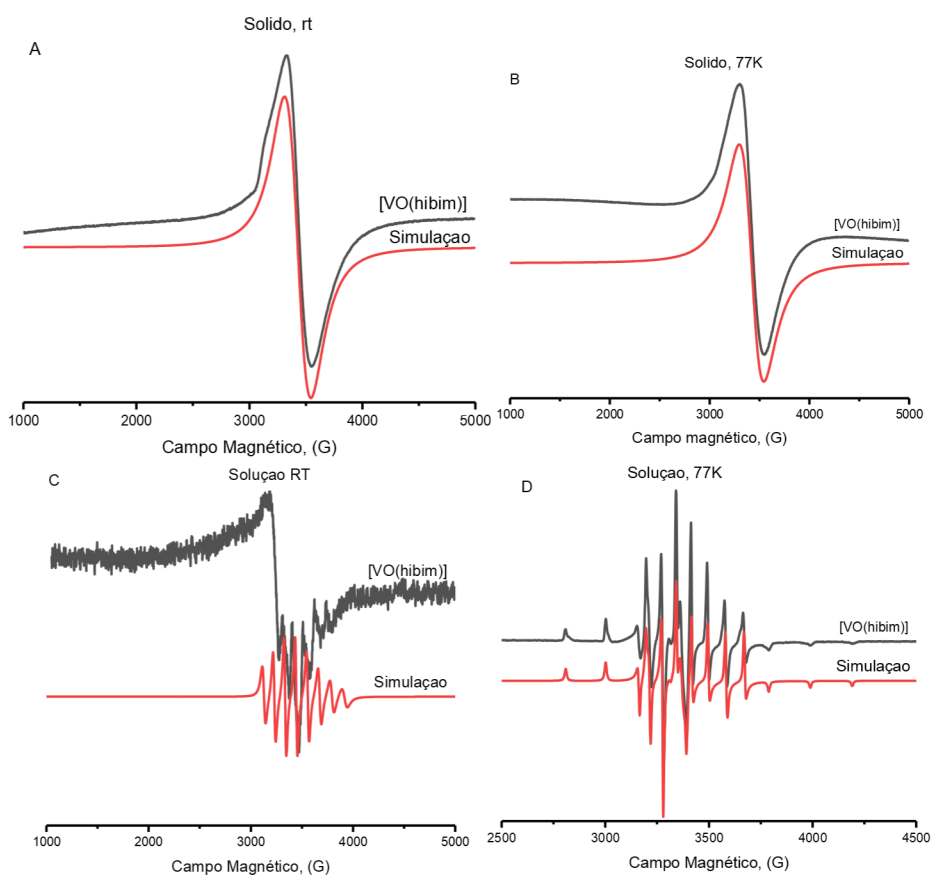 Solido, rt
A
[VO(hibim)]
Simulaçao
1000 2000 3000 4000 5000
Campo Magnético, (G)
Solido, 77K
B
[VO(hibim)]
Simulaçao
1000 2000 3000 4000 5000
Campo magnético, (G)
Soluçao RT
C
[VO(hibim)]
Simulaçao
1000 2000 3000 4000 5000
Campo Magnético, (G)
Soluçao, 77K
D
[VO(hibim)]
Simulaçao
2500 3000 3500 4000 4500
Campo Magnético, (G)